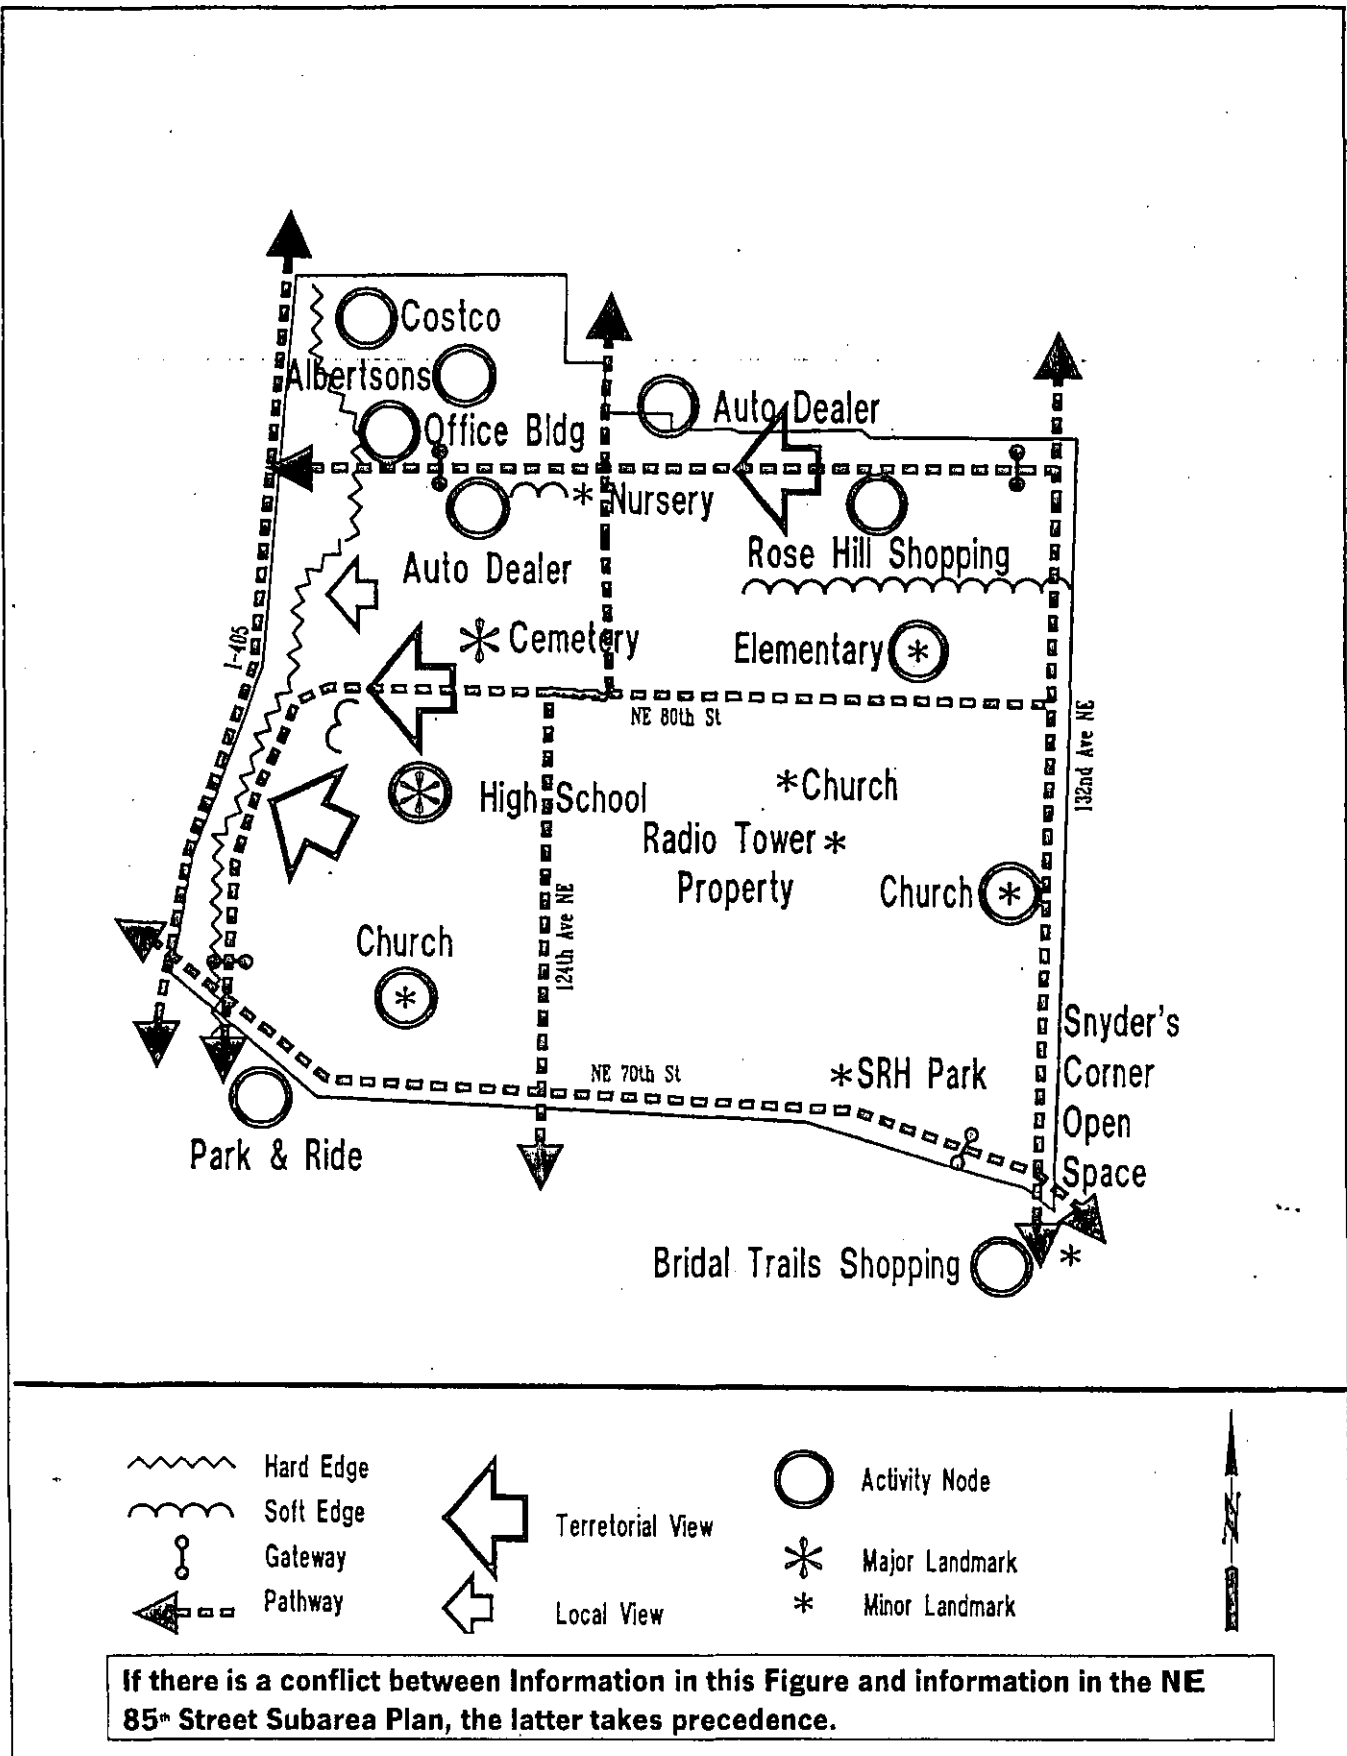 Costco
Albertsons
Auto Dealer
Office Bldg
Nursery
Rose Hill Shopping
Auto Dealer
I-405
Cemetery
Elementary
NE 80th St
132nd Ave NE
High School
Church
Radio Tower
Property
Church
124th Ave NE
Church
Snyder's
Corner
Open
Space
NE 70th St
SRH Park
Park & Ride
Bridal Trails Shopping
Hard Edge
Soft Edge
Gateway
Pathway
Terretorial View
Local View
Activity Node
Major Landmark
Minor Landmark
N
If there is a conflict between Information in this Figure and information in the NE
85th Street Subarea Plan, the latter takes precedence.